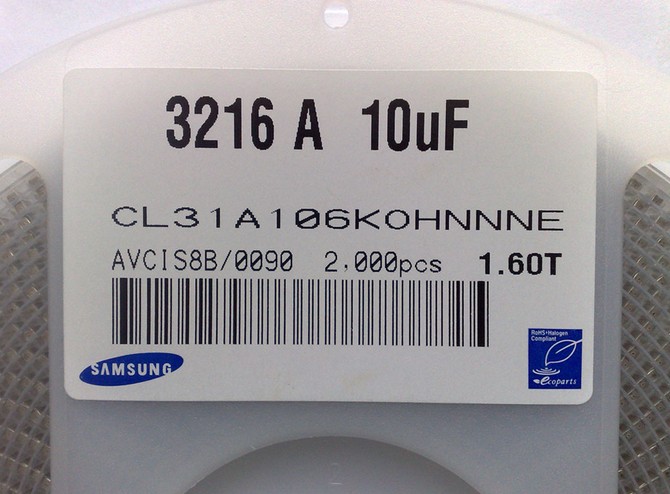 3216 A 10uF
CL31A106KOHNNNE
AVCIS8B/0090 2,000pcs 1.60T
RoHS·Halogen
Compliant
SAMSUNG
ecoparts